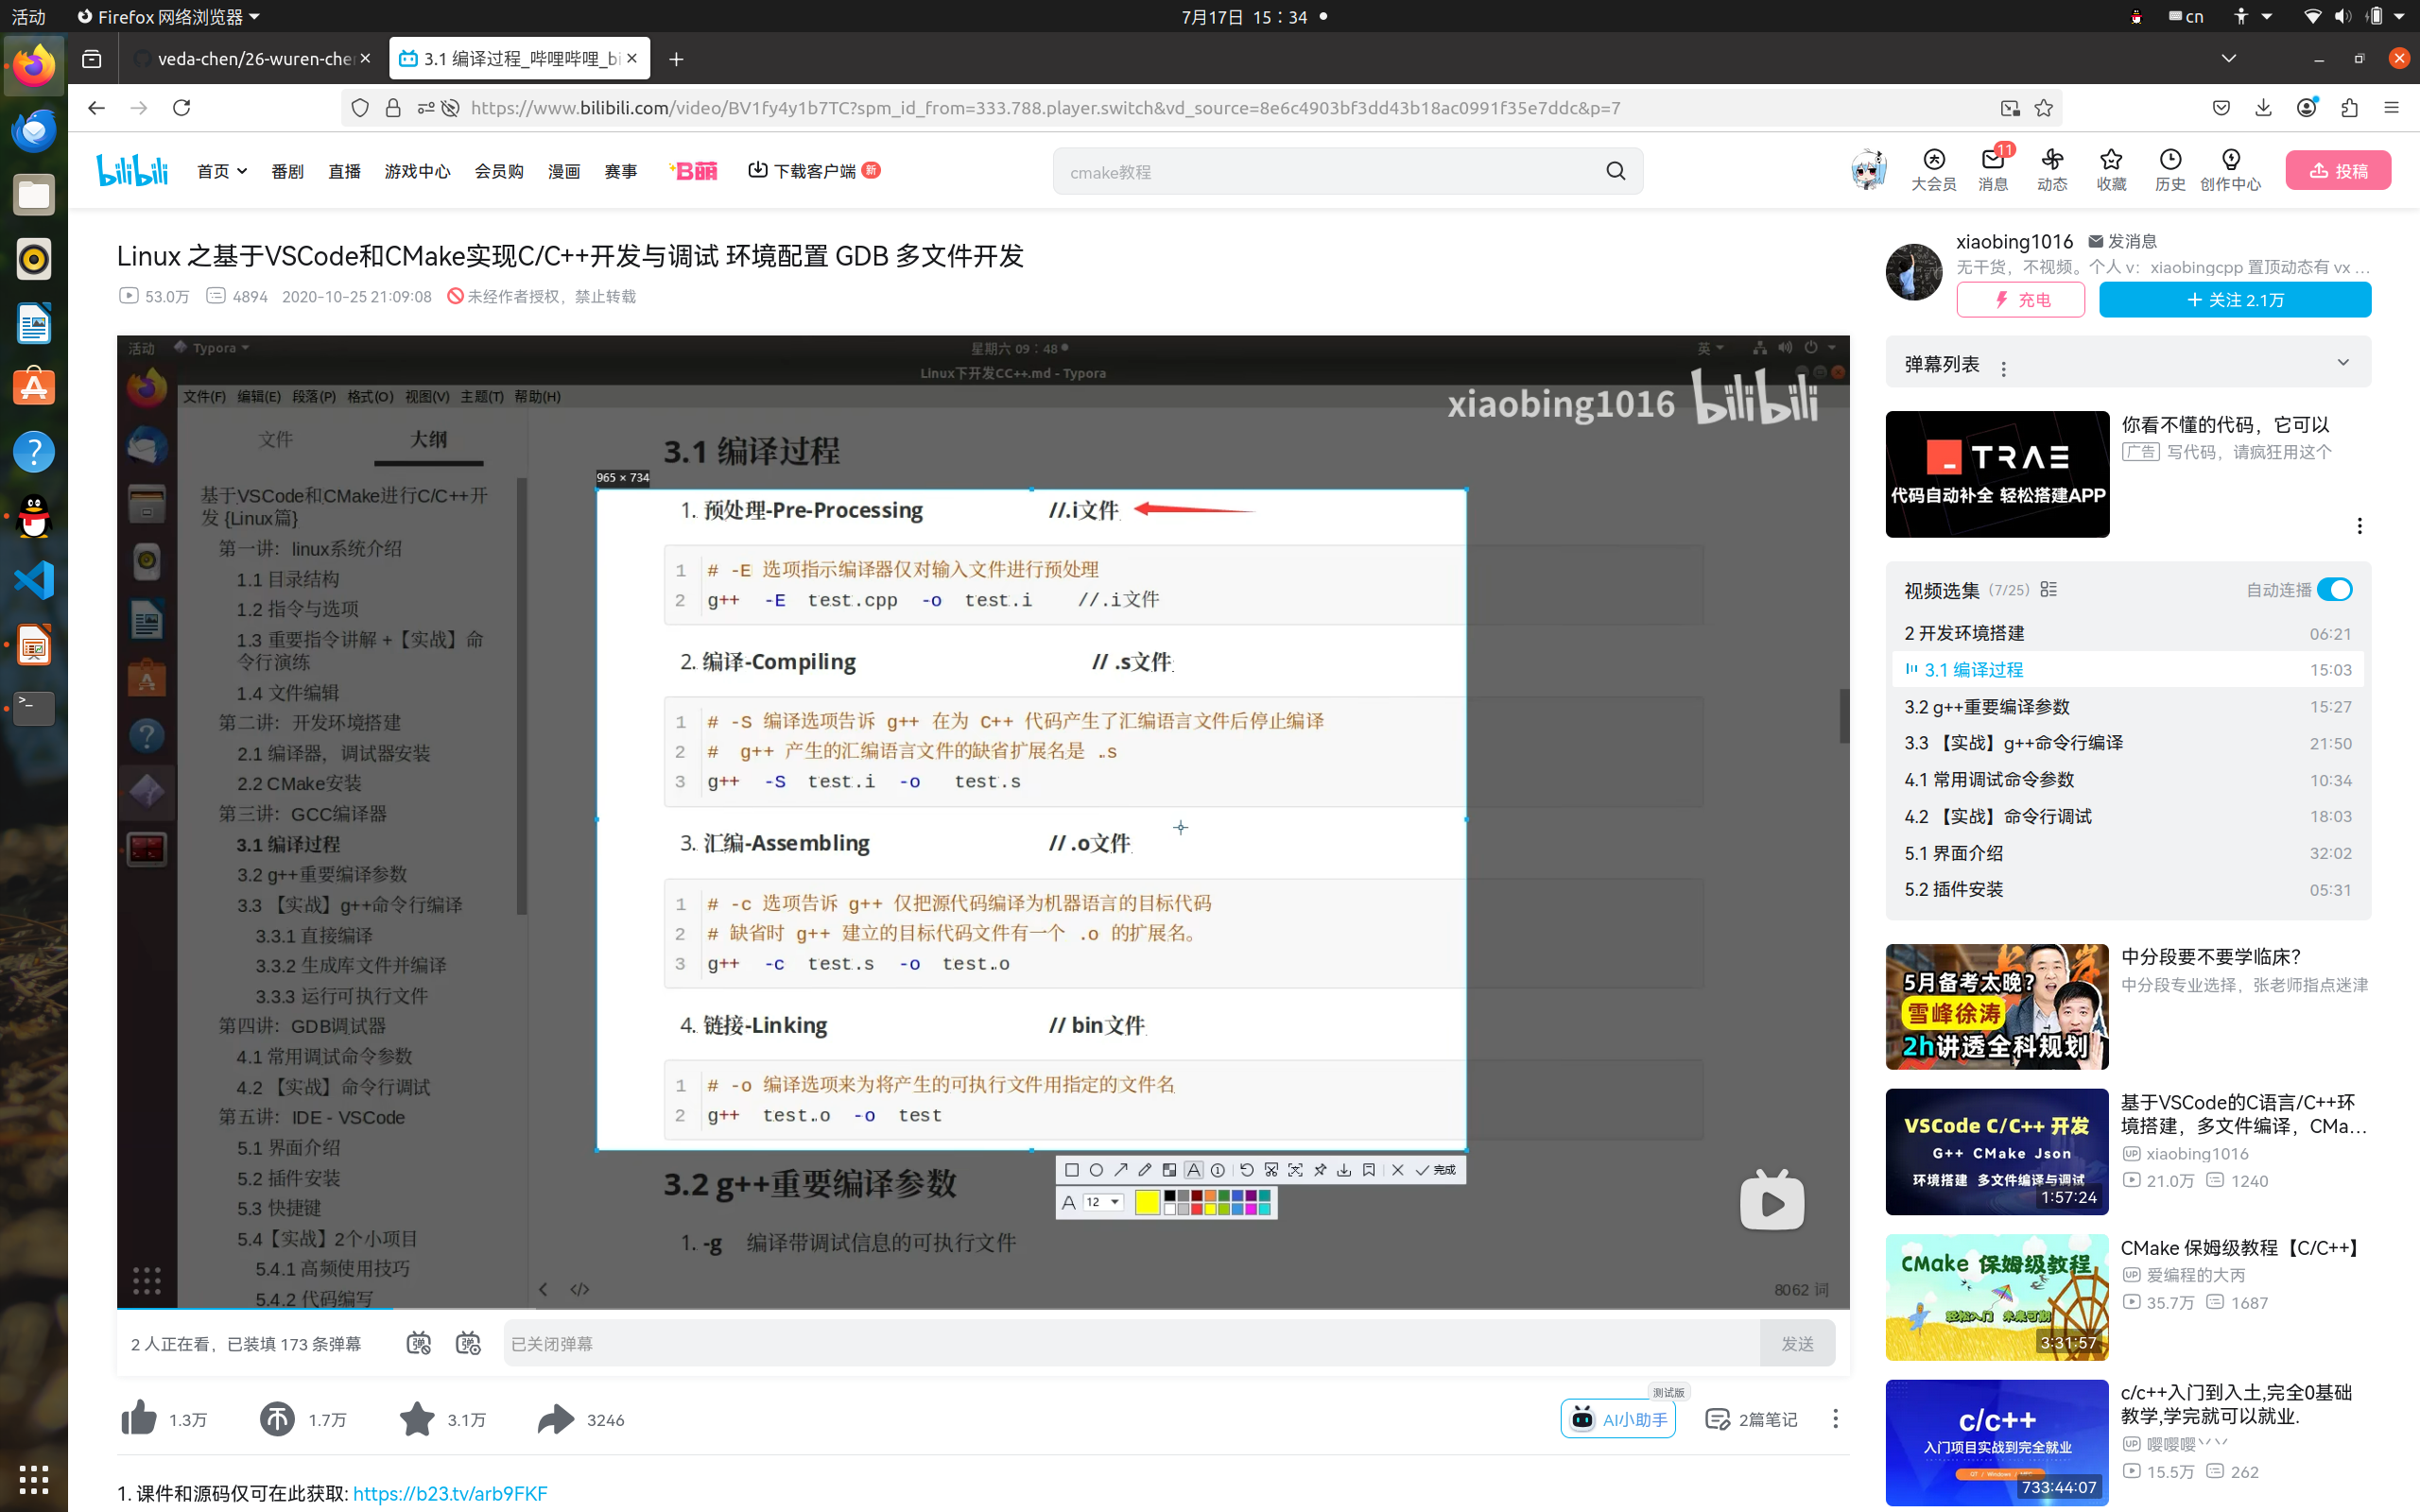 活动 Firefox 网络浏览器 7月17日 15：34 cn
veda-chen/26-wuren-che 3.1 编译过程_哔哩哔哩_bi
https://www.bilibili.com/video/BV1fy4y1b7TC?spm_id_from=333.788.player.switch&vd_source=8e6c4903bf3dd43b18ac0991f35e7ddc&p=7
bilibili 首页 番剧 直播 游戏中心 会员购 漫画 赛事 B萌 下载客户端 新
cmake教程
大会员 11 消息 动态 收藏 历史 创作中心 投稿
Linux 之基于VSCode和CMake实现C/C++开发与调试 环境配置 GDB 多文件开发
53.0万 4894 2020-10-25 21:09:08 未经作者授权，禁止转载
xiaobing1016 发消息
无干货，不视频。个人 v：xiaobingcpp 置顶动态有 vx …
充电 + 关注 2.1万
活动 Typora 星期六 09：48 英
Linux下开发CC++.md - Typora
文件(F) 编辑(E) 段落(P) 格式(O) 视图(V) 主题(T) 帮助(H)
xiaobing1016 bilibili
文件 大纲
基于VSCode和CMake进行C/C++开
发 {Linux篇}
第一讲：linux系统介绍
1.1 目录结构
1.2 指令与选项
1.3 重要指令讲解 +【实战】命
令行演练
1.4 文件编辑
第二讲：开发环境搭建
2.1 编译器，调试器安装
2.2 CMake安装
第三讲：GCC编译器
3.1 编译过程
3.2 g++重要编译参数
3.3 【实战】g++命令行编译
3.3.1 直接编译
3.3.2 生成库文件并编译
3.3.3 运行可执行文件
第四讲：GDB调试器
4.1 常用调试命令参数
4.2 【实战】命令行调试
第五讲：IDE - VSCode
5.1 界面介绍
5.2 插件安装
5.3 快捷键
5.4【实战】2个小项目
5.4.1 高频使用技巧
5.4.2 代码编写
3.1 编译过程
965 × 734
1. 预处理-Pre-Processing //.i文件
1 # -E 选项指示编译器仅对输入文件进行预处理
2 g++ -E test.cpp -o test.i //.i文件
2. 编译-Compiling // .s文件
1 # -S 编译选项告诉 g++ 在为 C++ 代码产生了汇编语言文件后停止编译
2 # g++ 产生的汇编语言文件的缺省扩展名是 .s
3 g++ -S test.i -o test.s
3. 汇编-Assembling // .o文件
1 # -c 选项告诉 g++ 仅把源代码编译为机器语言的目标代码
2 # 缺省时 g++ 建立的目标代码文件有一个 .o 的扩展名。
3 g++ -c test.s -o test.o
4. 链接-Linking // bin文件
1 # -o 编译选项来为将产生的可执行文件用指定的文件名
2 g++ test.o -o test
完成
A 12
3.2 g++重要编译参数
1. -g 编译带调试信息的可执行文件
8062 词
2 人正在看，已装填 173 条弹幕 已关闭弹幕 发送
1.3万 1.7万 3.1万 3246 测试版 AI小助手 2篇笔记
1. 课件和源码仅可在此获取: https://b23.tv/arb9FKF
弹幕列表
TRAE
代码自动补全 轻松搭建APP
你看不懂的代码，它可以
广告 写代码，请疯狂用这个
视频选集 (7/25) 自动连播
2 开发环境搭建 06:21
3.1 编译过程 15:03
3.2 g++重要编译参数 15:27
3.3 【实战】g++命令行编译 21:50
4.1 常用调试命令参数 10:34
4.2 【实战】命令行调试 18:03
5.1 界面介绍 32:02
5.2 插件安装 05:31
5月备考太晚?
雪峰徐涛
2h讲透全科规划
中分段要不要学临床?
中分段专业选择，张老师指点迷津
VSCode C/C++ 开发
G++ CMake Json
环境搭建 多文件编译与调试
1:57:24
基于VSCode的C语言/C++环
境搭建，多文件编译，CMa…
xiaobing1016
21.0万 1240
CMake 保姆级教程
轻松入门 未来可期
3:31:57
CMake 保姆级教程【C/C++】
爱编程的大丙
35.7万 1687
c/c++
入门项目实战到完全就业
733:44:07
c/c++入门到入土,完全0基础
教学,学完就可以就业.
嘤嘤嘤
15.5万 262